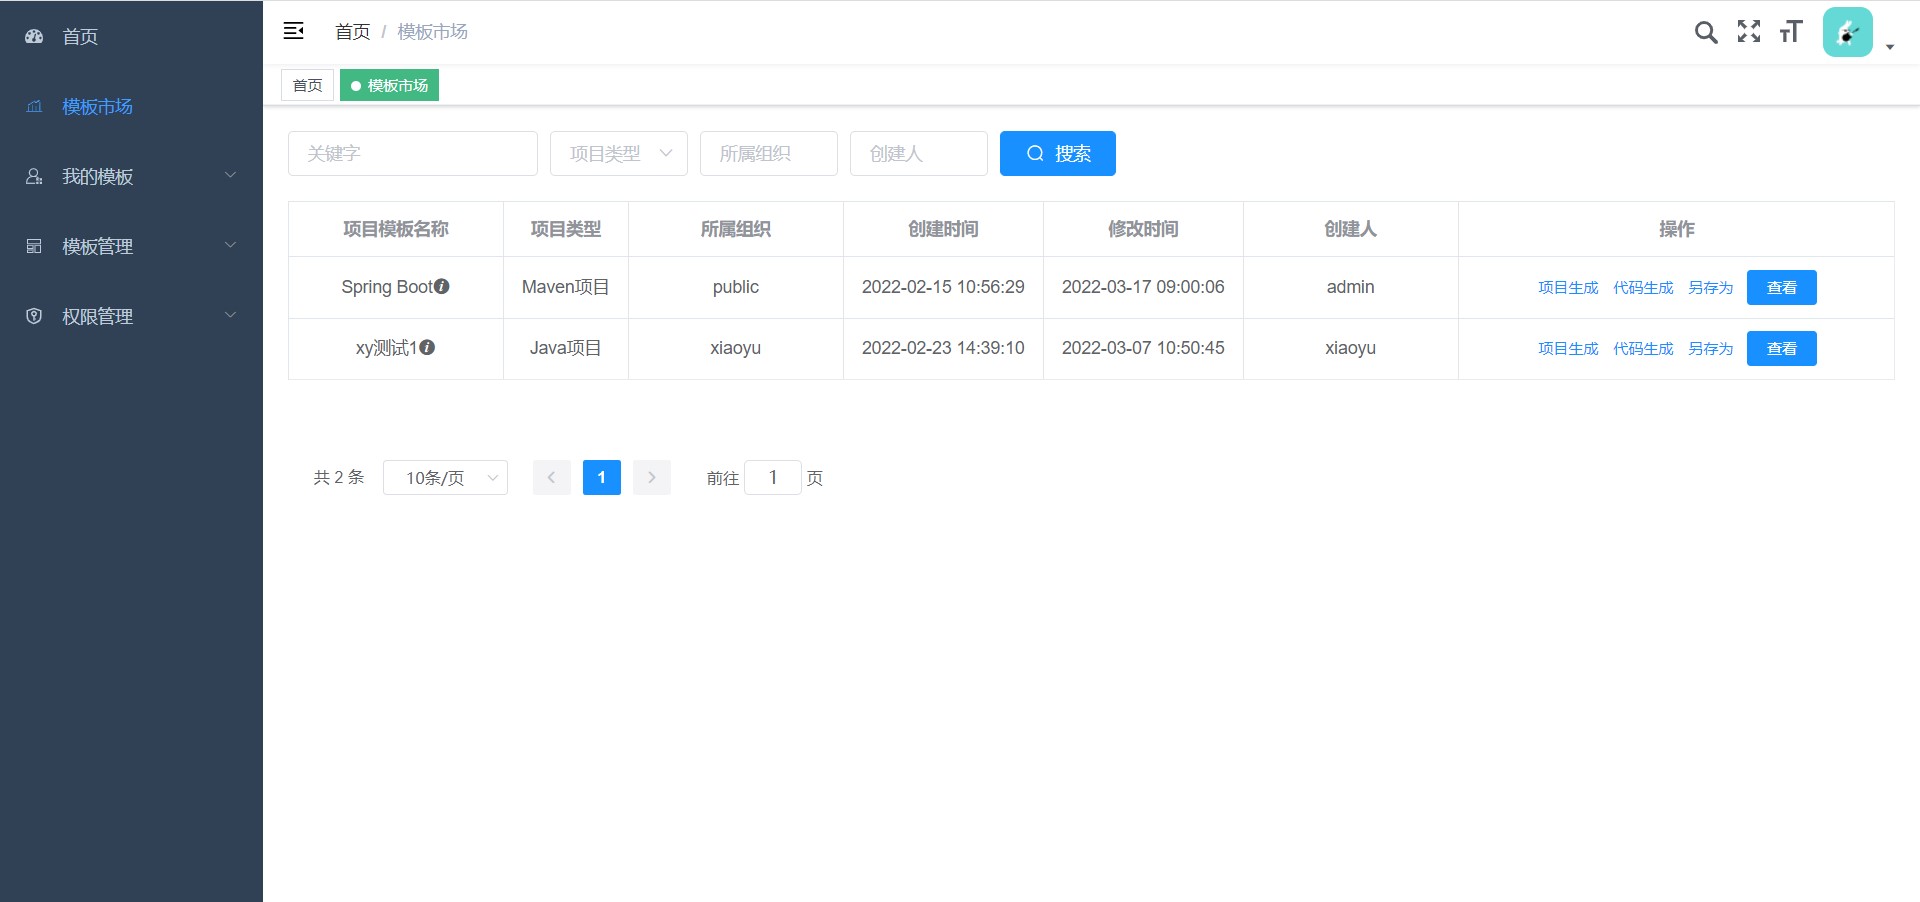 首页
模板市场
我的模板
模板管理
权限管理
首页 / 模板市场
首页 模板市场
关键字 项目类型 所属组织 创建人 搜索
项目模板名称 项目类型 所属组织 创建时间 修改时间 创建人 操作
Spring Boot Maven项目 public 2022-02-15 10:56:29 2022-03-17 09:00:06 admin 项目生成 代码生成 另存为 查看
xy测试1 Java项目 xiaoyu 2022-02-23 14:39:10 2022-03-07 10:50:45 xiaoyu 项目生成 代码生成 另存为 查看
共 2 条 10条/页 1 前往 1 页